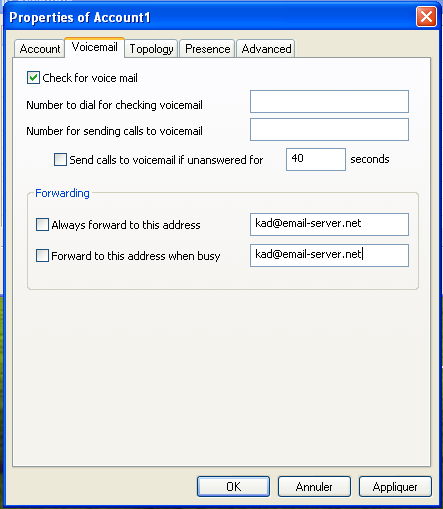 Properties of Account1
Account Voicemail Topology Presence Advanced
Check for voice mail
Number to dial for checking voicemail
Number for sending calls to voicemail
Send calls to voicemail if unanswered for 40 seconds
Forwarding
Always forward to this address kad@email-server.net
Forward to this address when busy kad@email-server.net
OK Annuler Appliquer